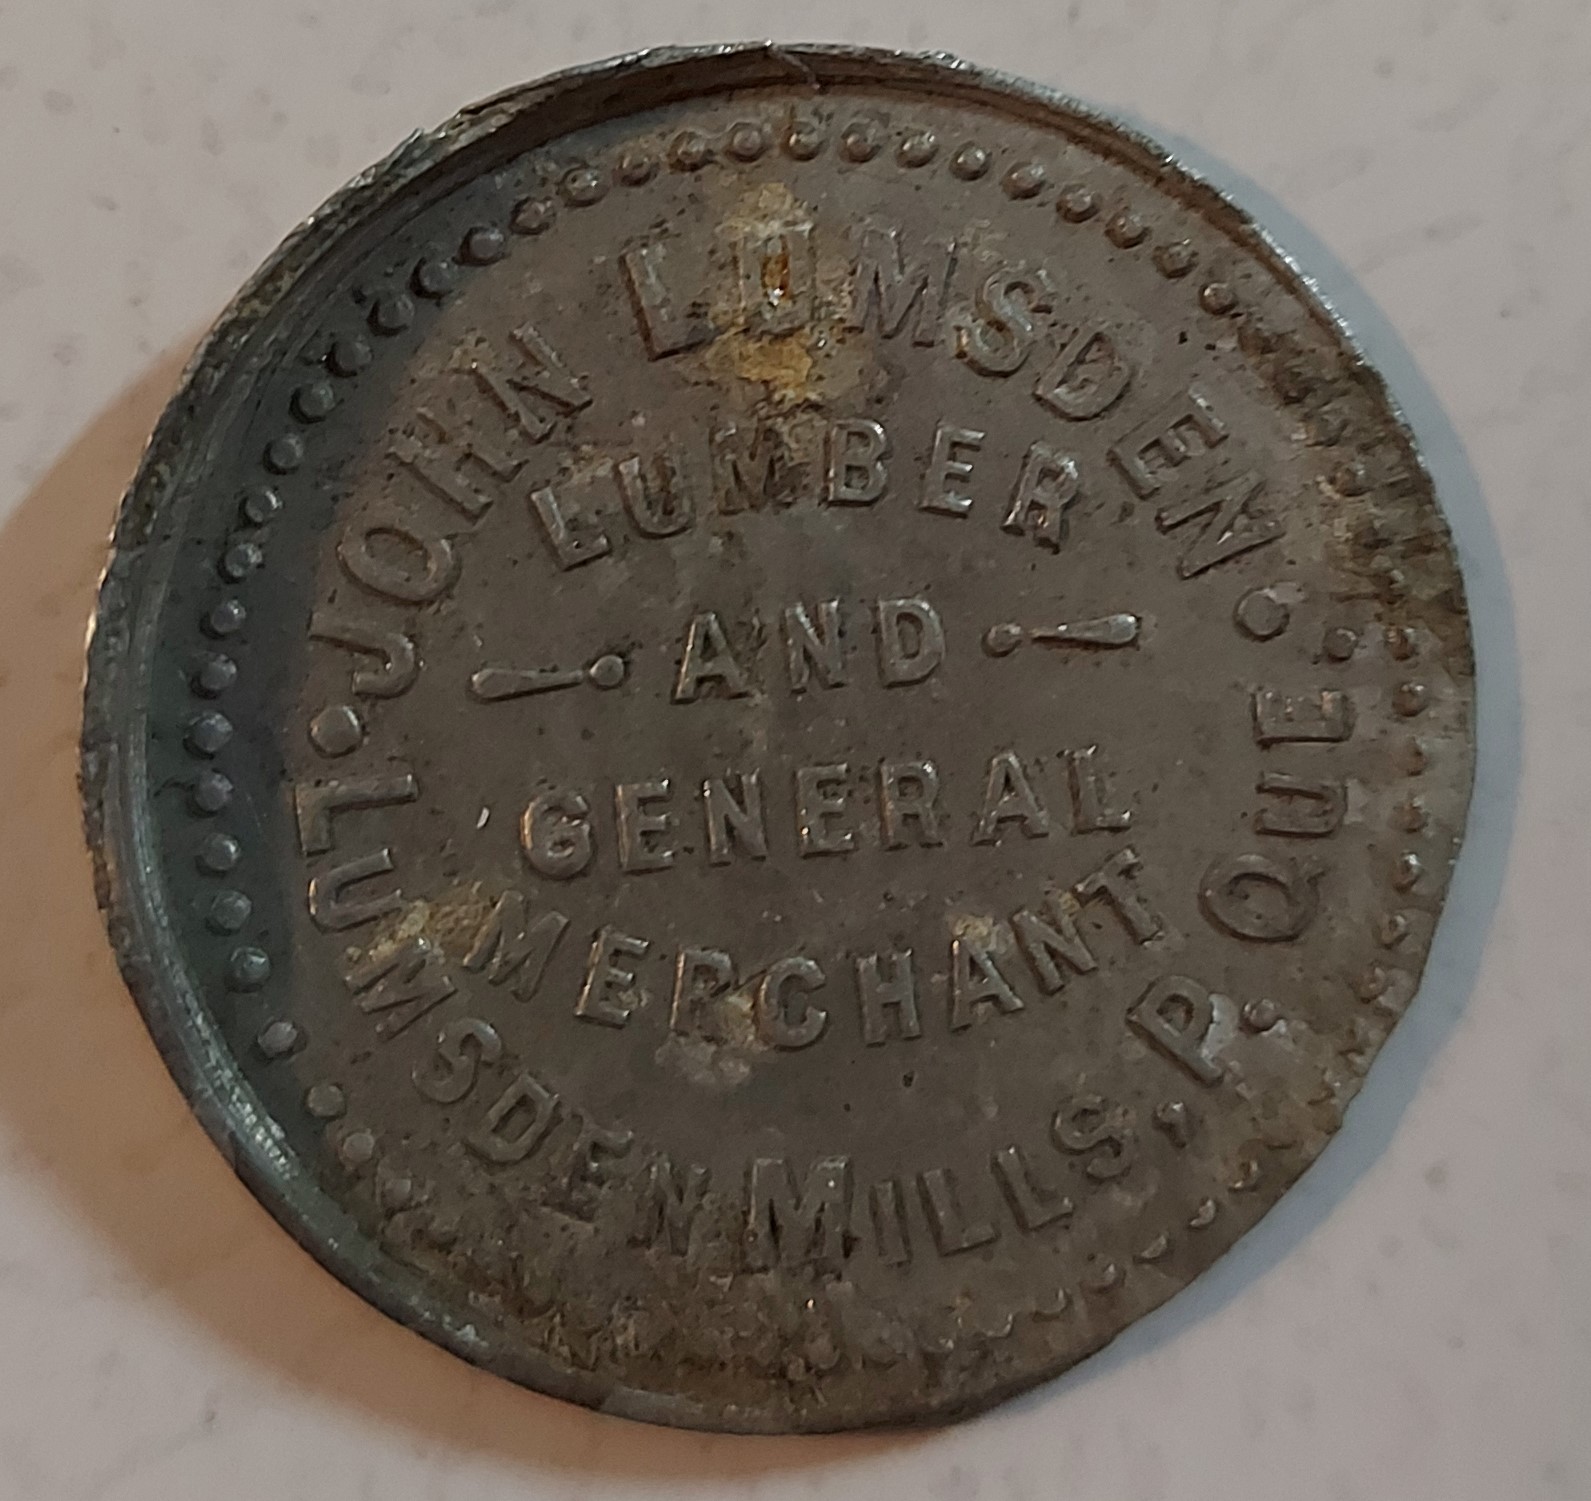 JOHN LUMSDEN.
LUMBER
AND
GENERAL
MERCHANT
LUMSDEN MILLS, P. QUE.